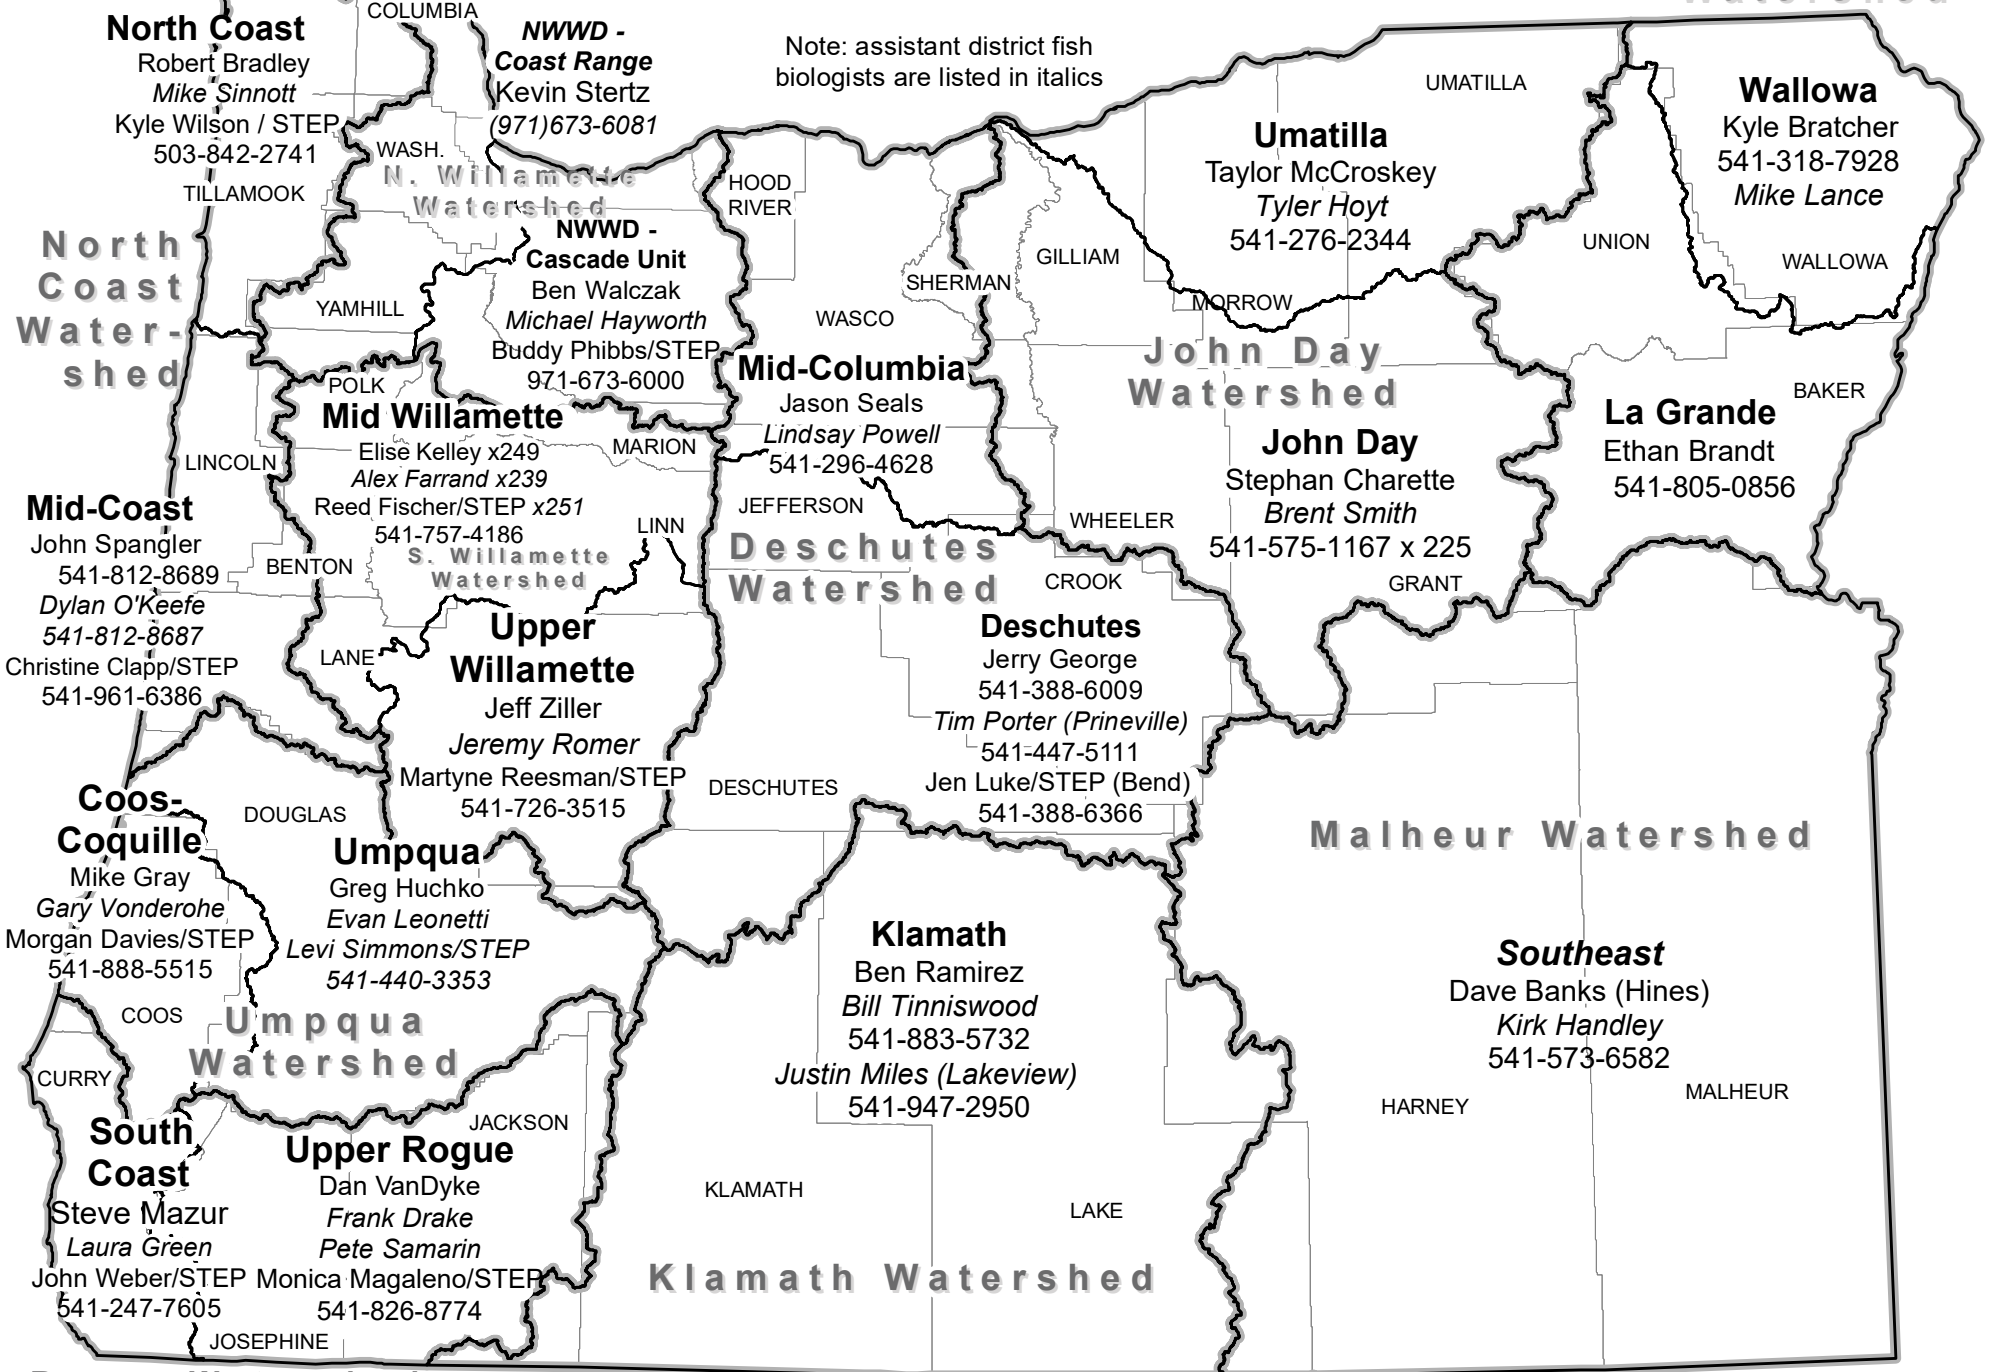 Watershed
COLUMBIA
North Coast
Robert Bradley
Mike Sinnott
Kyle Wilson / STEP
503-842-2741
TILLAMOOK
NWWD -
Coast Range
Kevin Stertz
(971)673-6081
Note: assistant district fish
biologists are listed in italics
WASH.
N. Willamette
Watershed
HOOD
RIVER
UMATILLA
Umatilla
Taylor McCroskey
Tyler Hoyt
541-276-2344
Wallowa
Kyle Bratcher
541-318-7928
Mike Lance
UNION
WALLOWA
North
Coast
Water-
shed
NWWD -
Cascade Unit
Ben Walczak
Michael Hayworth
Buddy Phibbs/STEP
971-673-6000
YAMHILL
GILLIAM
SHERMAN
MORROW
WASCO
Mid-Columbia
Jason Seals
Lindsay Powell
541-296-4628
John Day
Watershed
John Day
Stephan Charette
Brent Smith
541-575-1167 x 225
GRANT
BAKER
La Grande
Ethan Brandt
541-805-0856
POLK
Mid Willamette
Elise Kelley x249
Alex Farrand x239
Reed Fischer/STEP x251
541-757-4186
MARION
LINCOLN
LINN
S. Willamette
Watershed
BENTON
JEFFERSON
WHEELER
Deschutes
Watershed
CROOK
Mid-Coast
John Spangler
541-812-8689
Dylan O'Keefe
541-812-8687
Christine Clapp/STEP
541-961-6386
LANE
Upper
Willamette
Jeff Ziller
Jeremy Romer
Martyne Reesman/STEP
541-726-3515
Deschutes
Jerry George
541-388-6009
Tim Porter (Prineville)
541-447-5111
Jen Luke/STEP (Bend)
541-388-6366
DESCHUTES
Coos-
Coquille
Mike Gray
Gary Vonderohe
Morgan Davies/STEP
541-888-5515
COOS
DOUGLAS
Umpqua
Greg Huchko
Evan Leonetti
Levi Simmons/STEP
541-440-3353
Umpqua
Watershed
Malheur Watershed
Klamath
Ben Ramirez
Bill Tinniswood
541-883-5732
Justin Miles (Lakeview)
541-947-2950
Southeast
Dave Banks (Hines)
Kirk Handley
541-573-6582
HARNEY
MALHEUR
CURRY
South
Coast
Steve Mazur
Laura Green
John Weber/STEP
541-247-7605
JACKSON
Upper Rogue
Dan VanDyke
Frank Drake
Pete Samarin
Monica Magaleno/STEP
541-826-8774
JOSEPHINE
KLAMATH
LAKE
Klamath Watershed